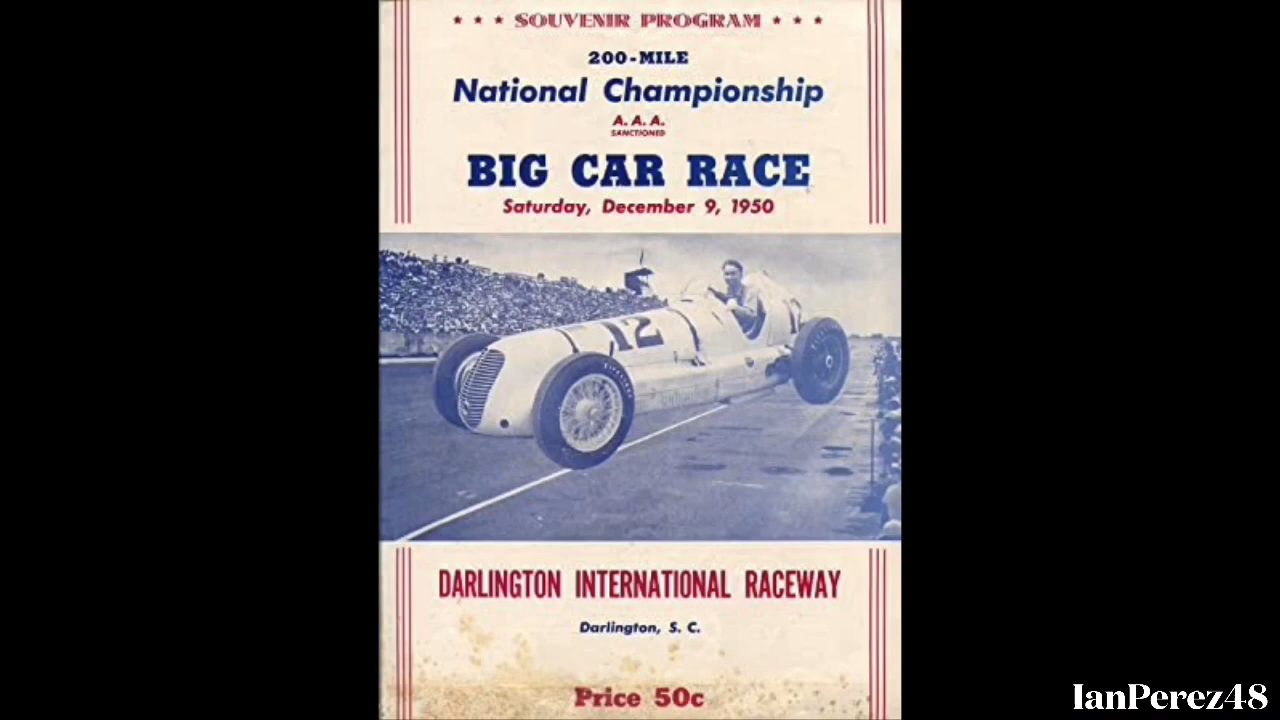 ★ ★ ★ SOUVENIR PROGRAM ★ ★ ★
200-MILE
National Championship
A. A. A.
SANCTIONED
BIG CAR RACE
Saturday, December 9, 1950
12
DARLINGTON INTERNATIONAL RACEWAY
Darlington, S. C.
Price 50c
IanPerez48